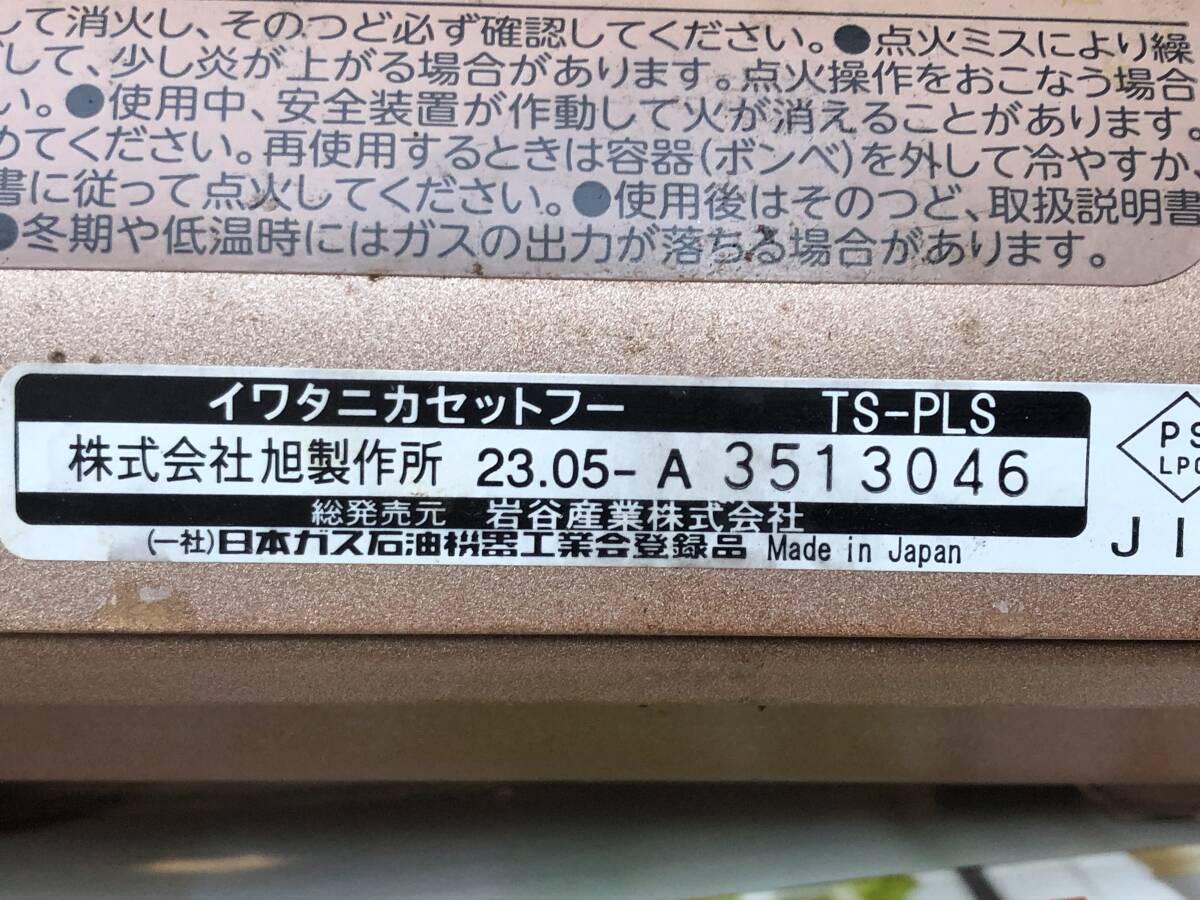 して消火し、そのつど必ず確認してください。●点火ミスにより繰
して、少し炎が上がる場合があります。点火操作をおこなう場合
い。●使用中、安全装置が作動して火が消えることがあります。
めてください。再使用するときは容器(ボンベ)を外して冷やすか、
書に従って点火してください。●使用後はそのつど、取扱説明書
●冬期や低温時にはガスの出力が落ちる場合があります。
イワタニカセットフー TS-PLS
株式会社旭製作所 23.05-A 3513046
総発売元 岩谷産業株式会社
(一社)日本ガス石油機器工業会登録品 Made in Japan
PS
LPG
JI